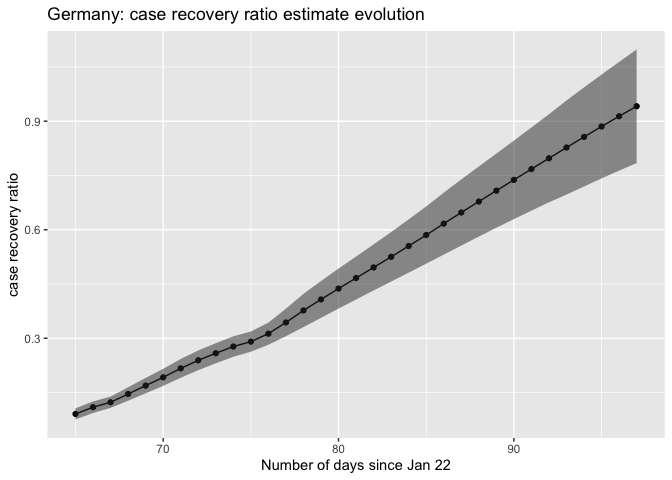 Germany: case recovery ratio estimate evolution
case recovery ratio
0.9
0.6
0.3
70 80 90
Number of days since Jan 22